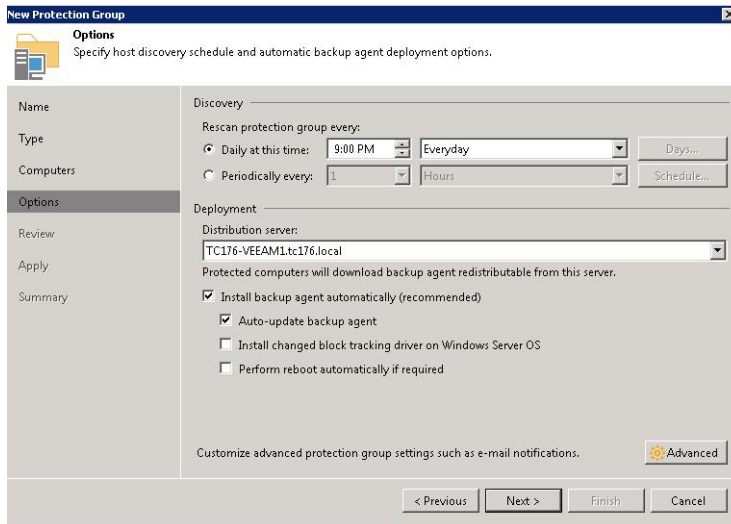 New Protection Group
Options
Specify host discovery schedule and automatic backup agent deployment options.
Name
Type
Computers
Options
Review
Apply
Summary
Discovery
Rescan protection group every:
Daily at this time: 9:00 PM Everyday Days...
Periodically every: 1 Hours Schedule...
Deployment
Distribution server:
TC176-VEEAM1.tc176.local
Protected computers will download backup agent redistributable from this server.
Install backup agent automatically (recommended)
Auto-update backup agent
Install changed block tracking driver on Windows Server OS
Perform reboot automatically if required
Customize advanced protection group settings such as e-mail notifications. Advanced
< Previous Next > Finish Cancel